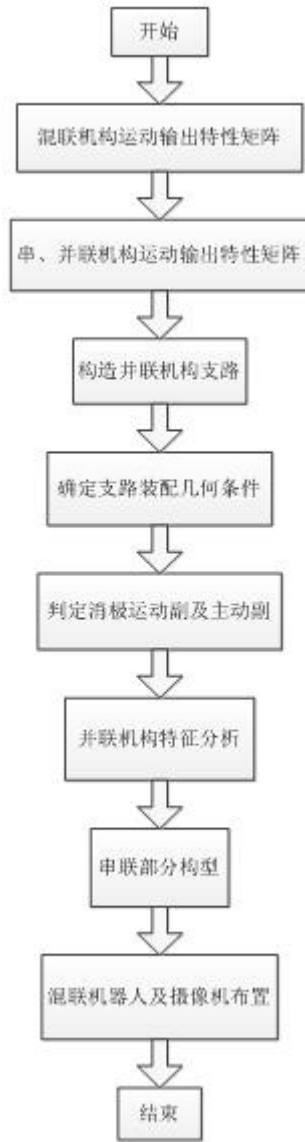 开始
混联机构运动输出特性矩阵
串、并联机构运动输出特性矩阵
构造并联机构支路
确定支路装配几何条件
判定消极运动副及主动副
并联机构特征分析
串联部分构型
混联机器人及摄像机布置
结束